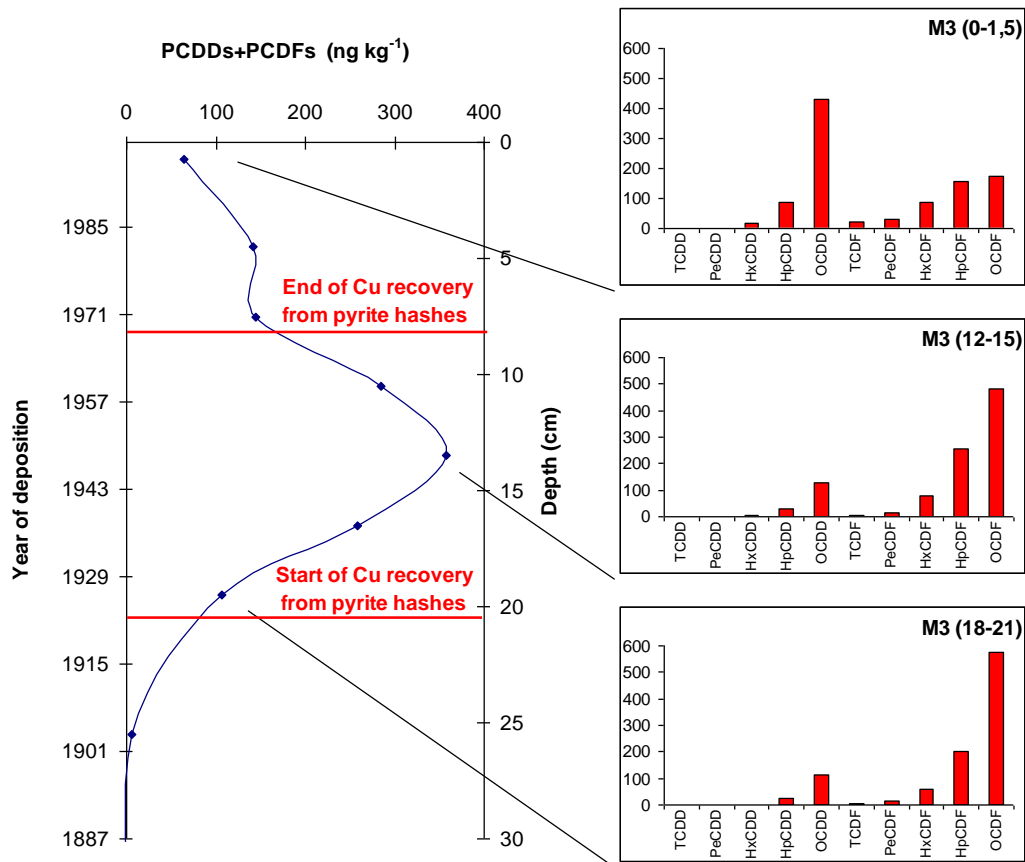 PCDDs+PCDFs (ng kg-1)
0 100 200 300 400
Year of deposition
1985
1971
1957
1943
1929
1915
1901
1887
End of Cu recovery
from pyrite hashes
Start of Cu recovery
from pyrite hashes
Depth (cm)
0
5
10
15
20
25
30
M3 (0-1,5)
600
500
400
300
200
100
0
TCDD PeCDD HxCDD HpCDD OCDD TCDF PeCDF HxCDF HpCDF OCDF
M3 (12-15)
600
500
400
300
200
100
0
TCDD PeCDD HxCDD HpCDD OCDD TCDF PeCDF HxCDF HpCDF OCDF
M3 (18-21)
600
500
400
300
200
100
0
TCDD PeCDD HxCDD HpCDD OCDD TCDF PeCDF HxCDF HpCDF OCDF